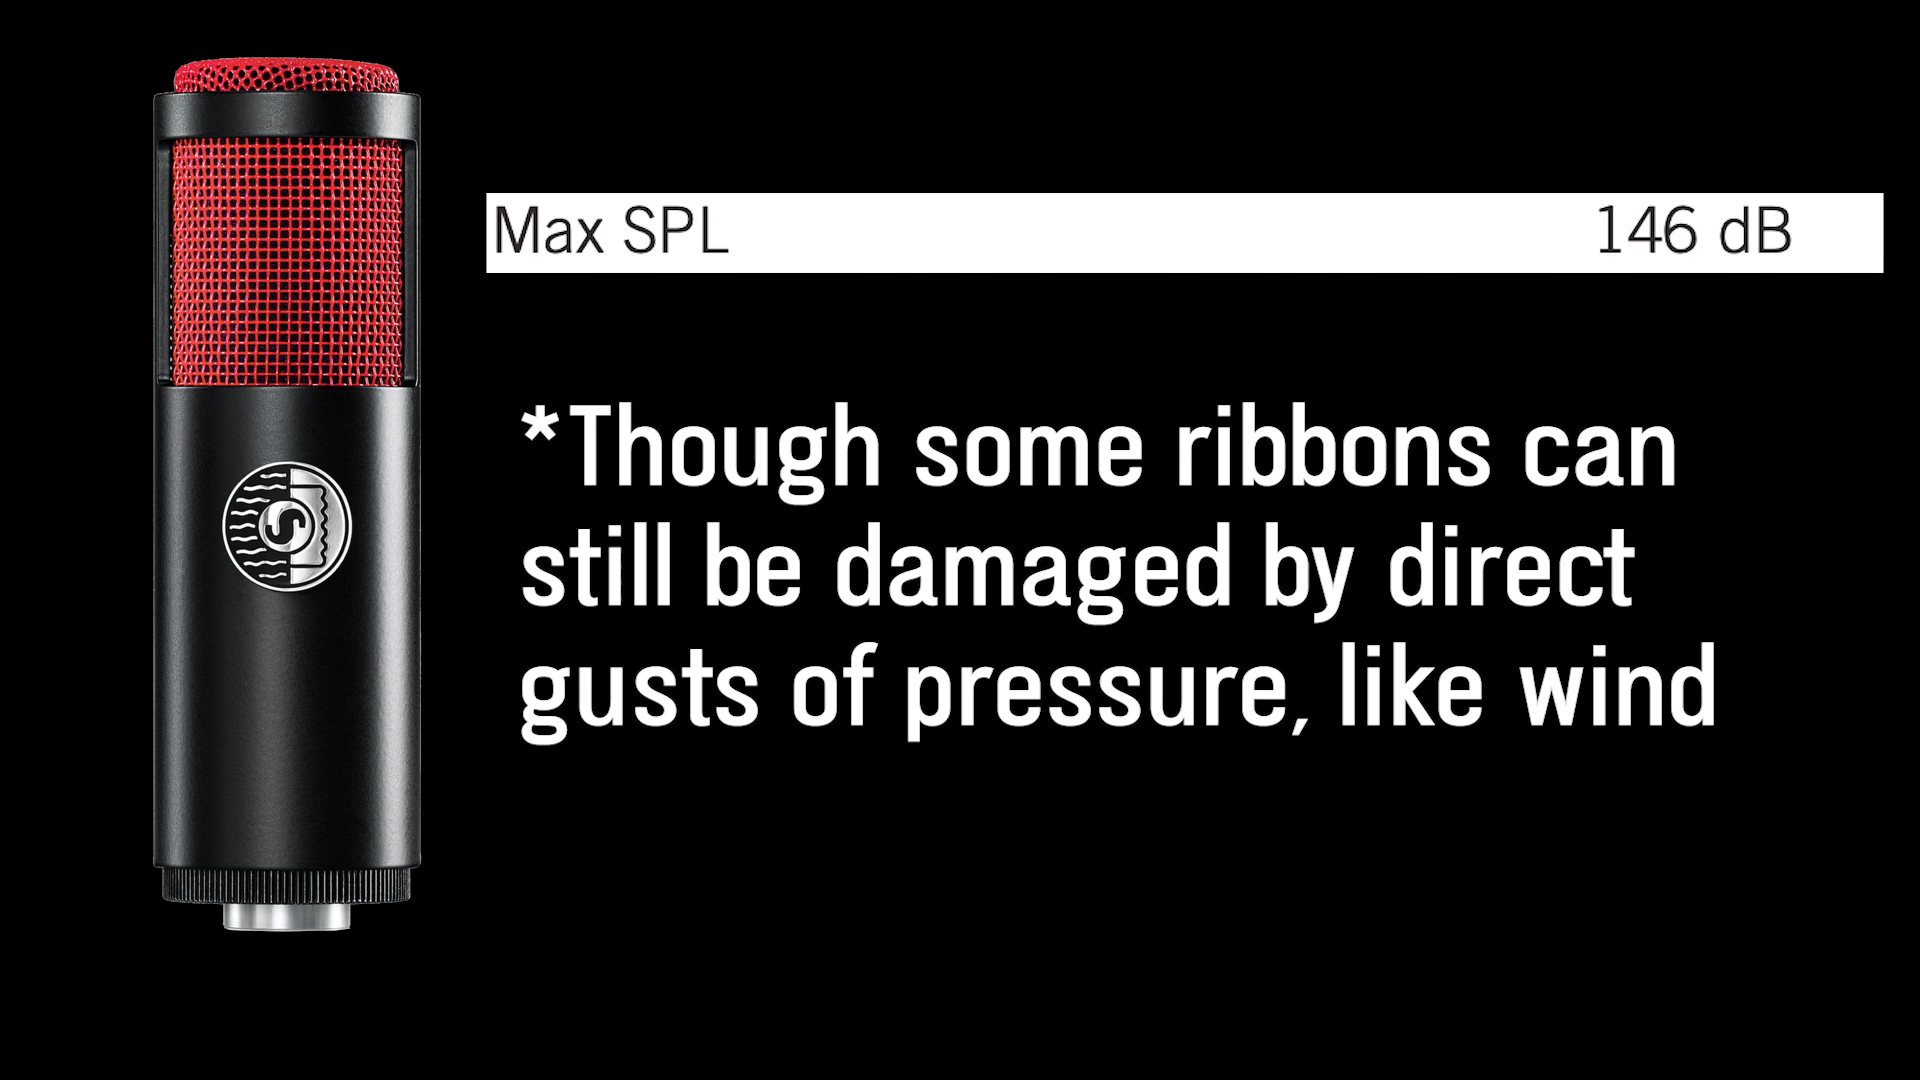 Max SPL 146 dB
*Though some ribbons can
still be damaged by direct
gusts of pressure, like wind